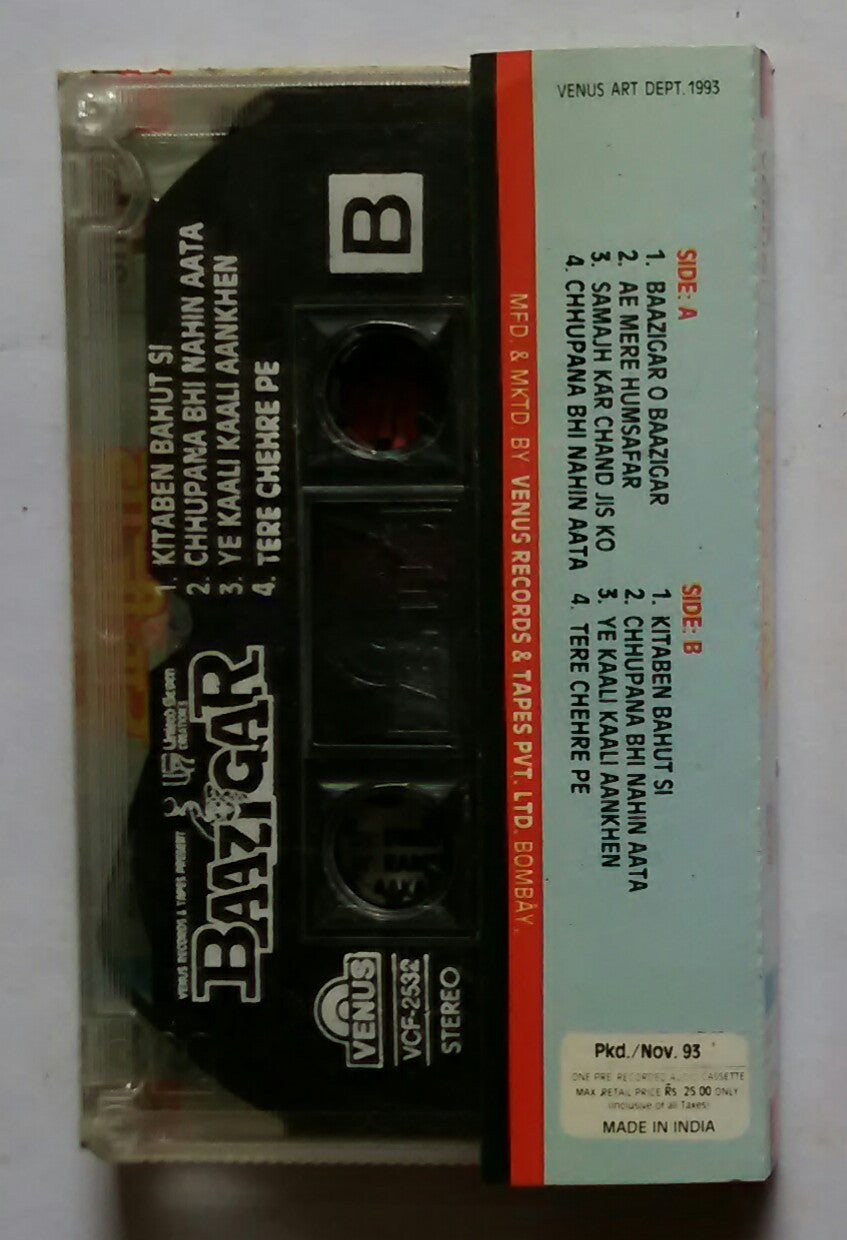 VENUS ART DEPT. 1993
SIDE: A
1. BAAZIGAR O BAAZIGAR
2. AE MERE HUMSAFAR
3. SAMAJH KAR CHAND JIS KO
4. CHHUPANA BHI NAHIN AATA
SIDE: B
1. KITABEN BAHUT SI
2. CHHUPANA BHI NAHIN AATA
3. YE KAALI KAALI AANKHEN
4. TERE CHEHRE PE
MFD. & MKTD. BY VENUS RECORDS & TAPES PVT. LTD. BOMBAY.
Pkd./Nov. 93
ONE PRE RECORDED AUDIO CASSETTE
MAX RETAIL PRICE Rs. 25.00 ONLY
(Inclusive of all Taxes)
MADE IN INDIA
B
1. KITABEN BAHUT SI
2. CHHUPANA BHI NAHIN AATA
3. YE KAALI KAALI AANKHEN
4. TERE CHEHRE PE
VENUS RECORDS & TAPES PRESENT
United Seven
CREATIONS
BAAZIGAR
VENUS
VCF-2532
STEREO